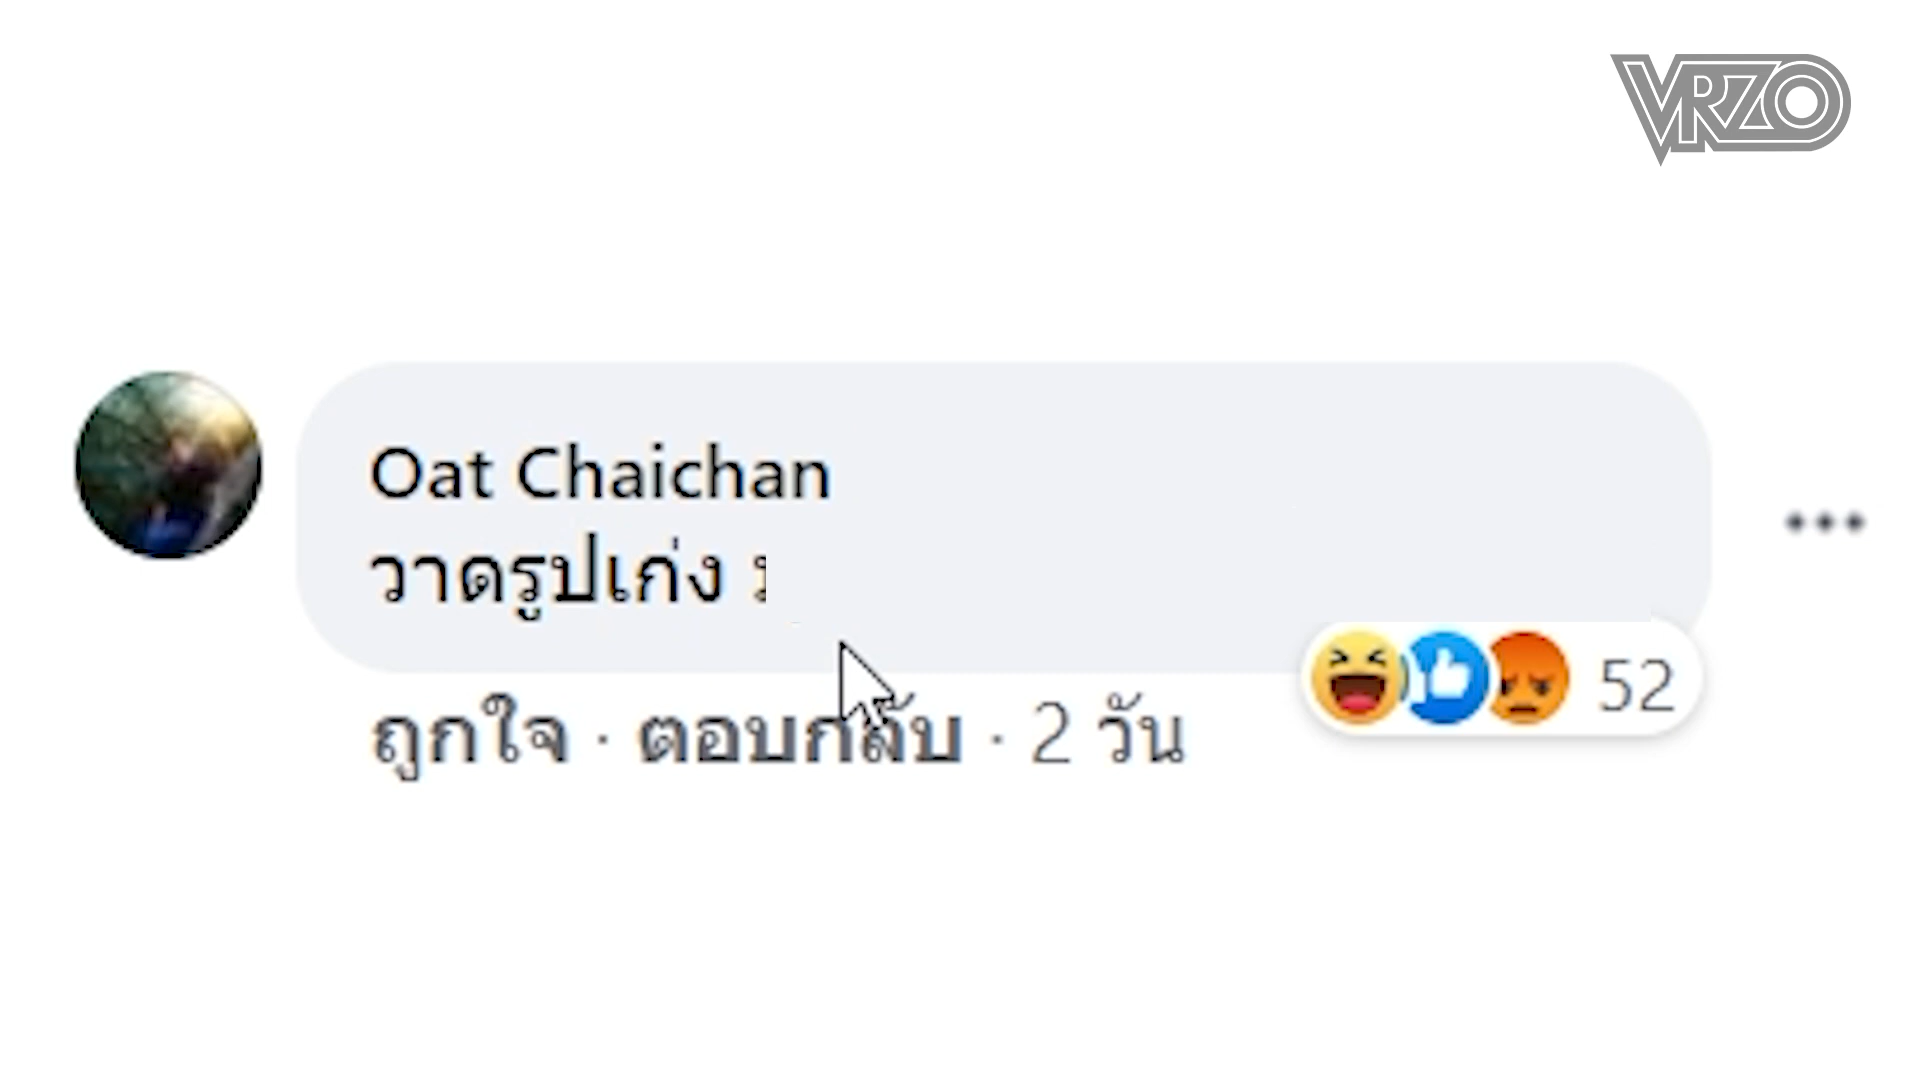 VRZO
Oat Chaichan
วาดรูปเก่ง
ถูกใจ · ตอบกลับ · 2 วัน
52